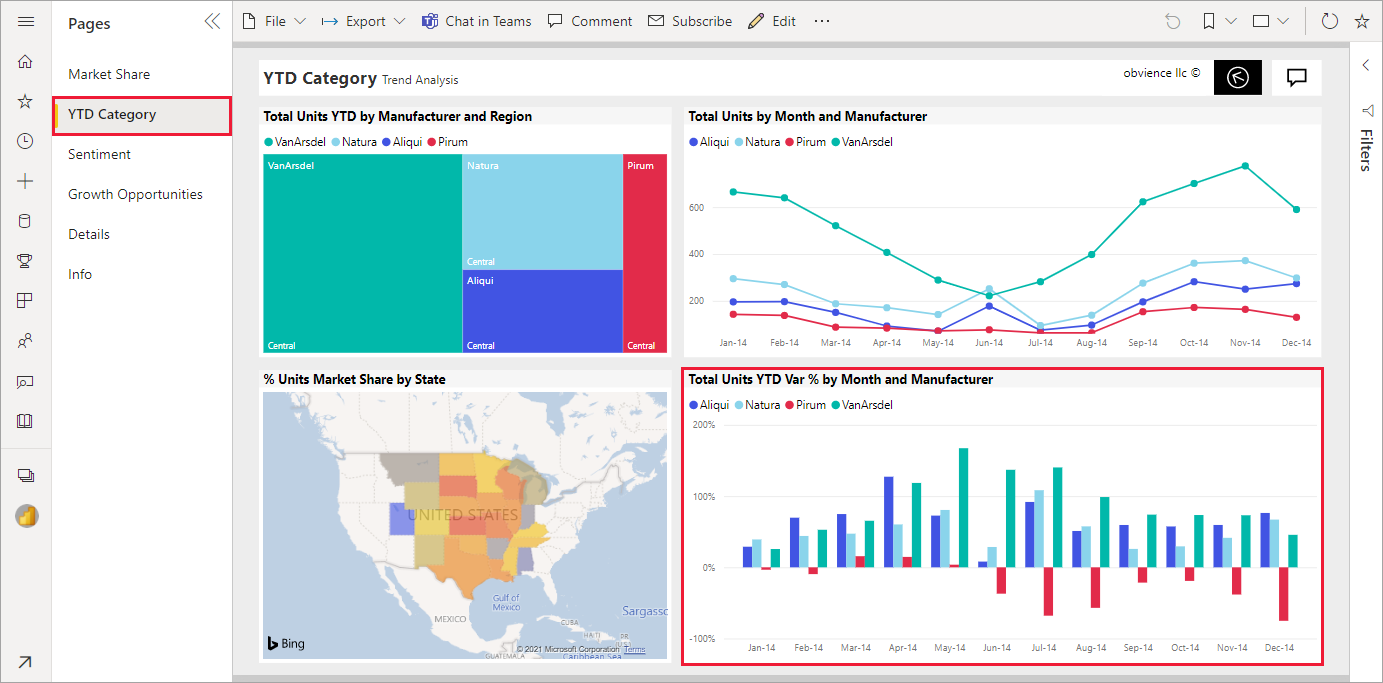 File
Export
Chat in Teams
Comment
Subscribe
Edit
Pages
Market Share
YTD Category
Sentiment
Growth Opportunities
Details
Info
YTD Category Trend Analysis
obvience llc ©
Filters
Total Units YTD by Manufacturer and Region
VanArsdel Natura Aliqui Pirum
VanArsdel
Natura
Pirum
Central
Aliqui
Central
Central
Central
Total Units by Month and Manufacturer
Aliqui Natura Pirum VanArsdel
600
400
200
Jan-14 Feb-14 Mar-14 Apr-14 May-14 Jun-14 Jul-14 Aug-14 Sep-14 Oct-14 Nov-14 Dec-14
% Units Market Share by State
UNITED STATES
Gulf of
Mexico
MEXICO
Sargasso
CUBA
HAITI
PR
GUATEMALA
Caribbean Sea
Bing
© 2021 Microsoft Corporation Terms
Total Units YTD Var % by Month and Manufacturer
Aliqui Natura Pirum VanArsdel
200%
100%
0%
-100%
Jan-14 Feb-14 Mar-14 Apr-14 May-14 Jun-14 Jul-14 Aug-14 Sep-14 Oct-14 Nov-14 Dec-14